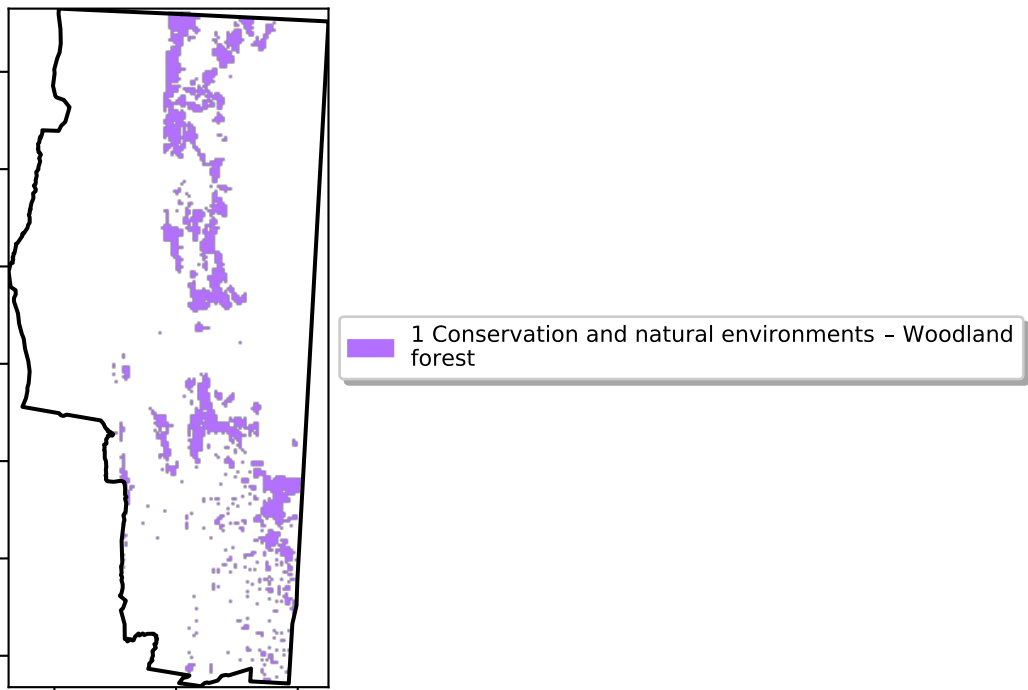 1 Conservation and natural environments – Woodland
forest